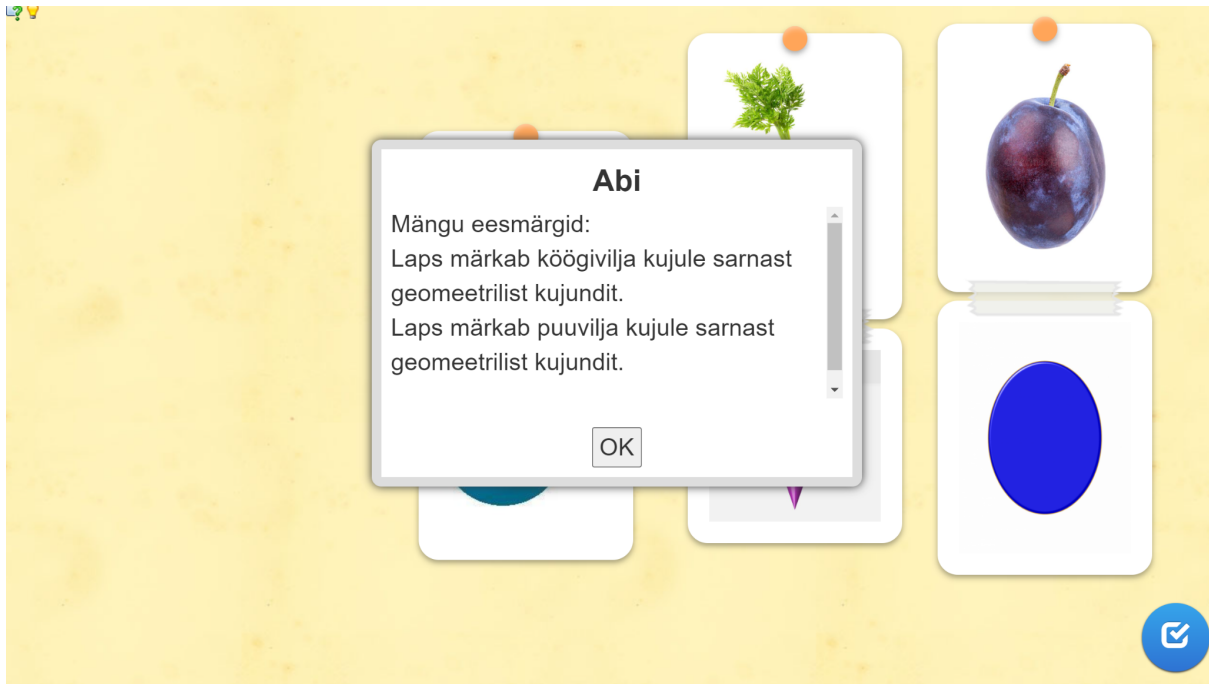 Abi
Mängu eesmärgid:
Laps märkab köögivilja kujule sarnast
geomeetrilist kujundit.
Laps märkab puuvilja kujule sarnast
geomeetrilist kujundit.
OK